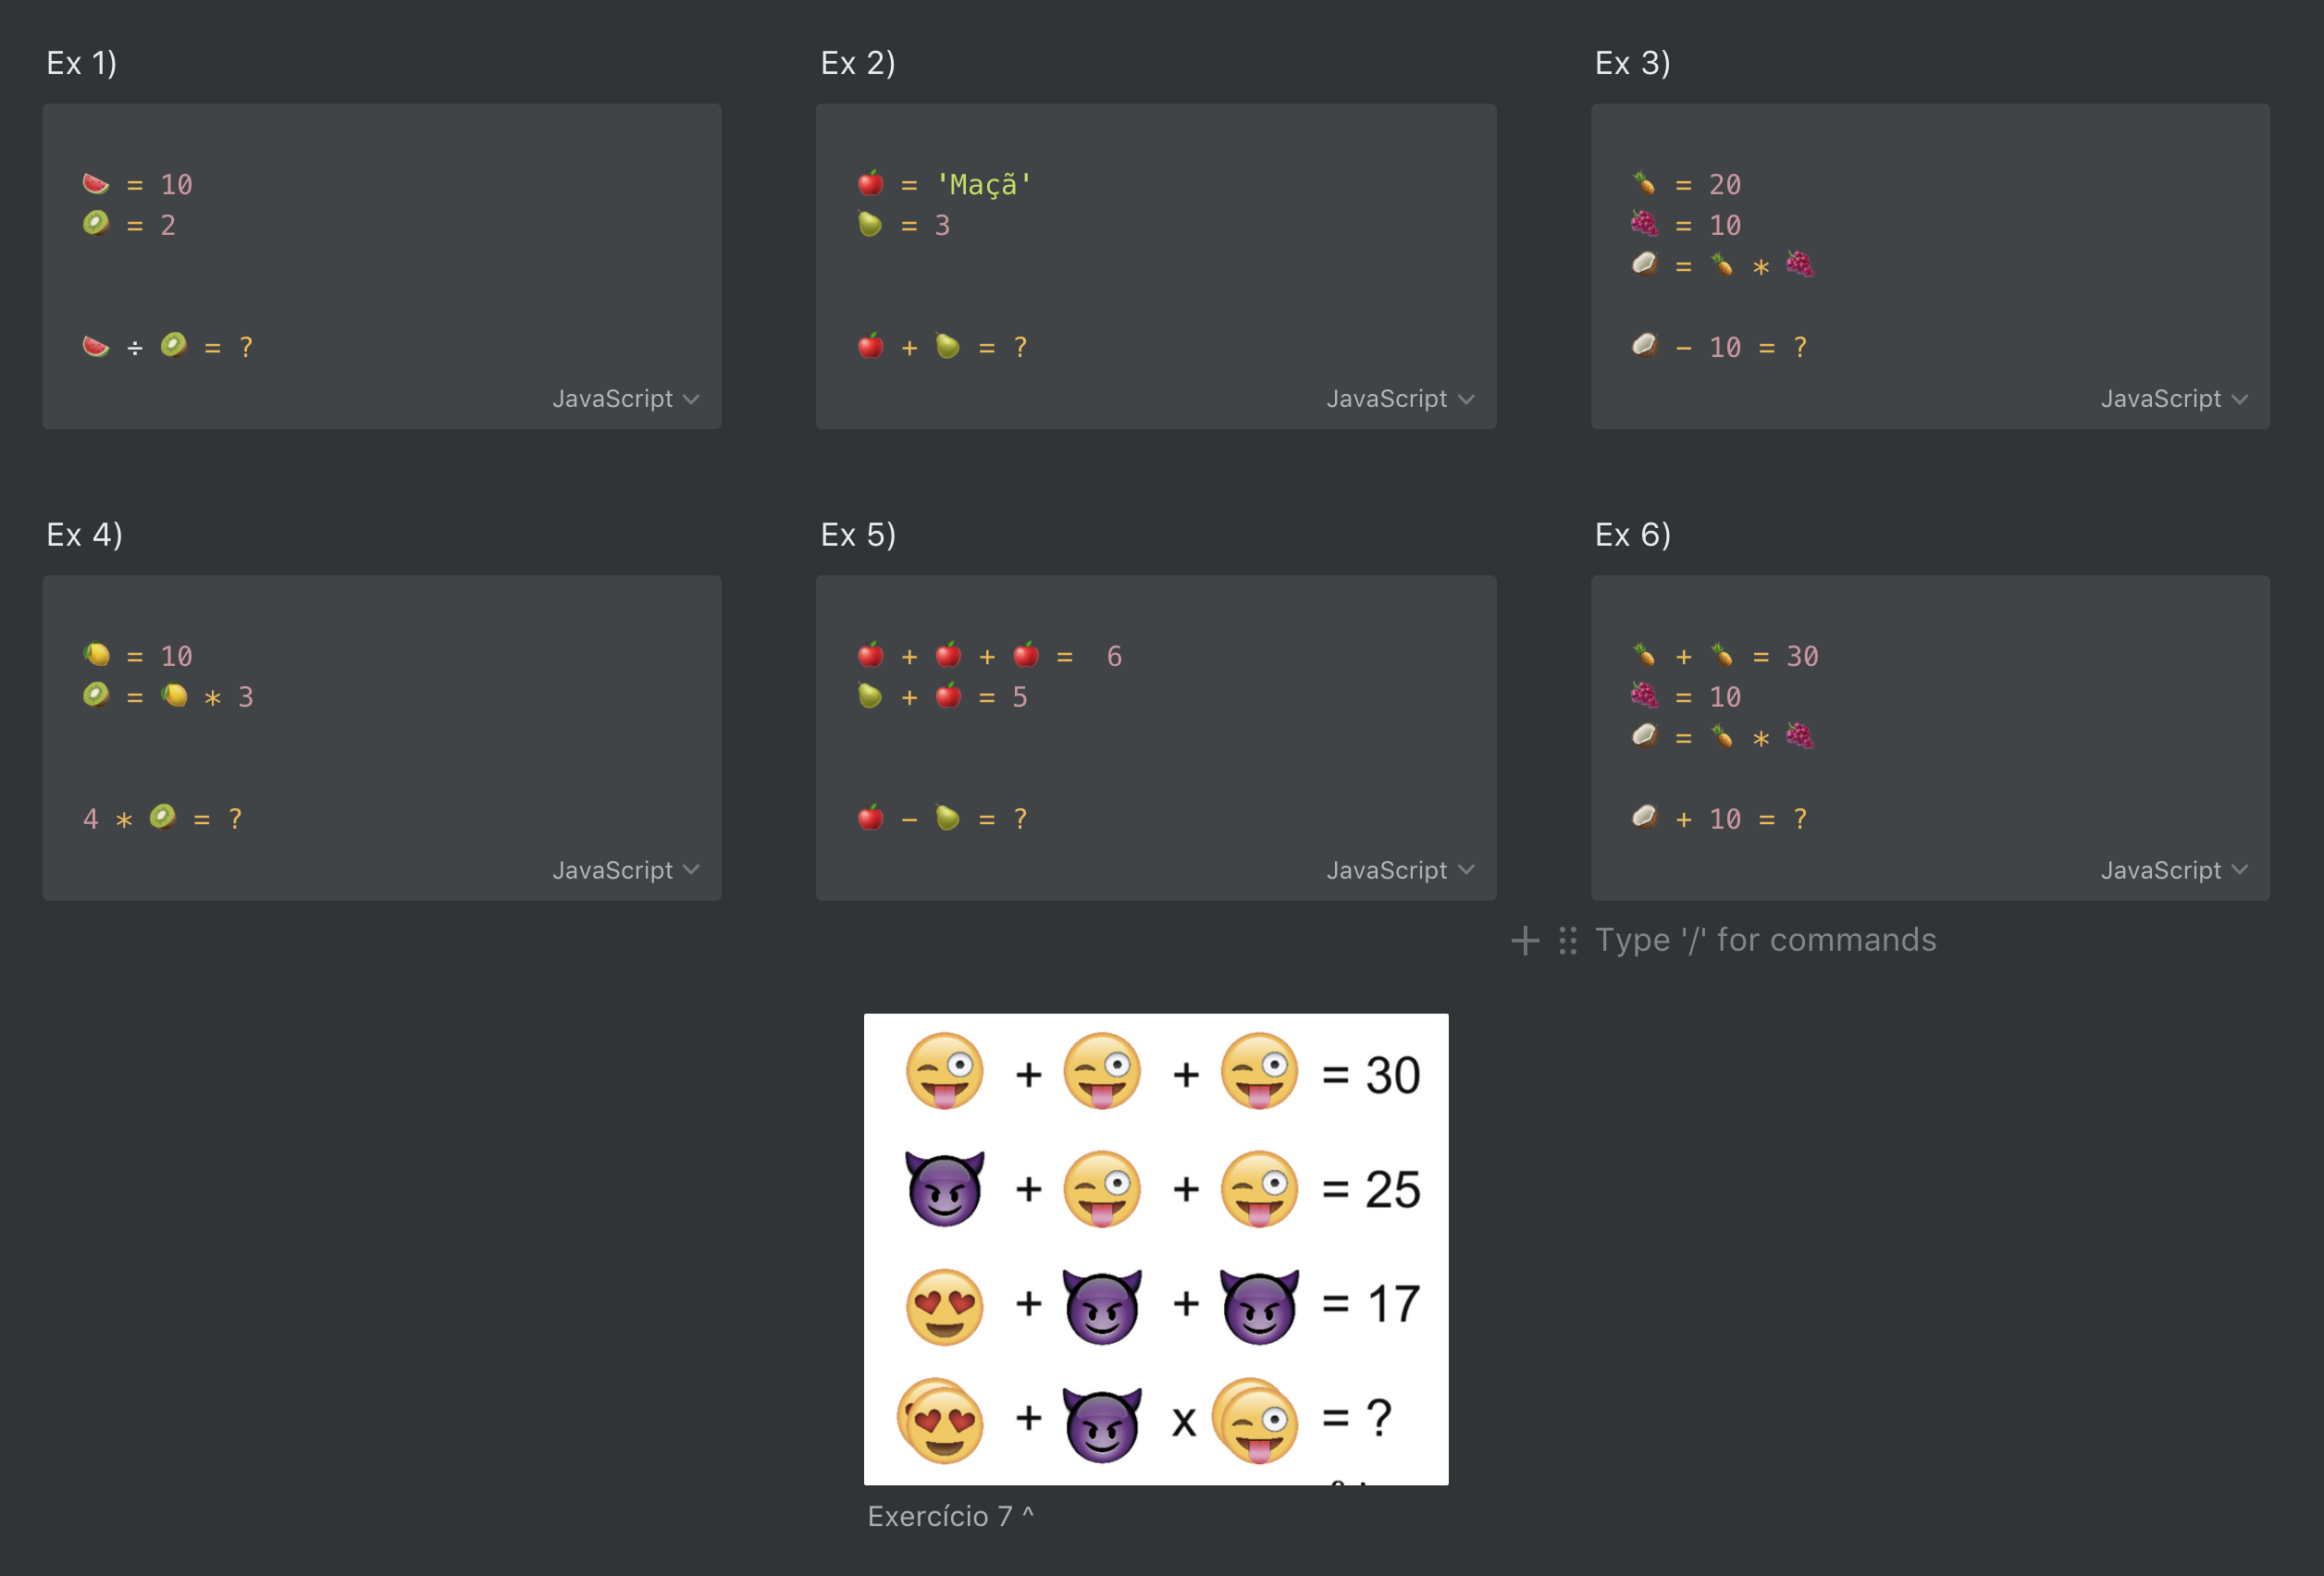 Ex 1)
🍉 = 10
🥝 = 2
🍉 ÷ 🥝 = ?
JavaScript
Ex 2)
🍎 = 'Maçã'
🍐 = 3
🍎 + 🍐 = ?
JavaScript
Ex 3)
🍍 = 20
🍇 = 10
🥥 = 🍍 * 🍇
🥥 - 10 = ?
JavaScript
Ex 4)
🍋 = 10
🥝 = 🍋 * 3
4 * 🥝 = ?
JavaScript
Ex 5)
🍎 + 🍎 + 🍎 = 6
🍐 + 🍎 = 5
🍎 - 🍐 = ?
JavaScript
Ex 6)
🍍 + 🍍 = 30
🍇 = 10
🥥 = 🍍 * 🍇
🥥 + 10 = ?
JavaScript
Type '/' for commands
😜 + 😜 + 😜 = 30
😈 + 😜 + 😜 = 25
😍 + 😈 + 😈 = 17
😍😍 + 😈 x 😜😜 = ?
Exercício 7 ^